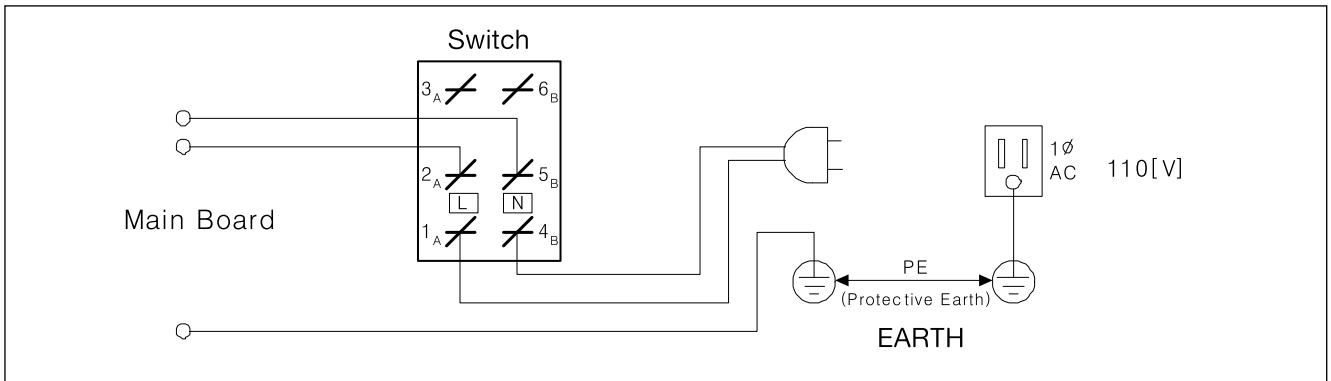 Switch
3A 6B
1Ø
2A 5B
AC 110[V]
L N
Main Board
1A 4B
PE
(Protective Earth)
EARTH